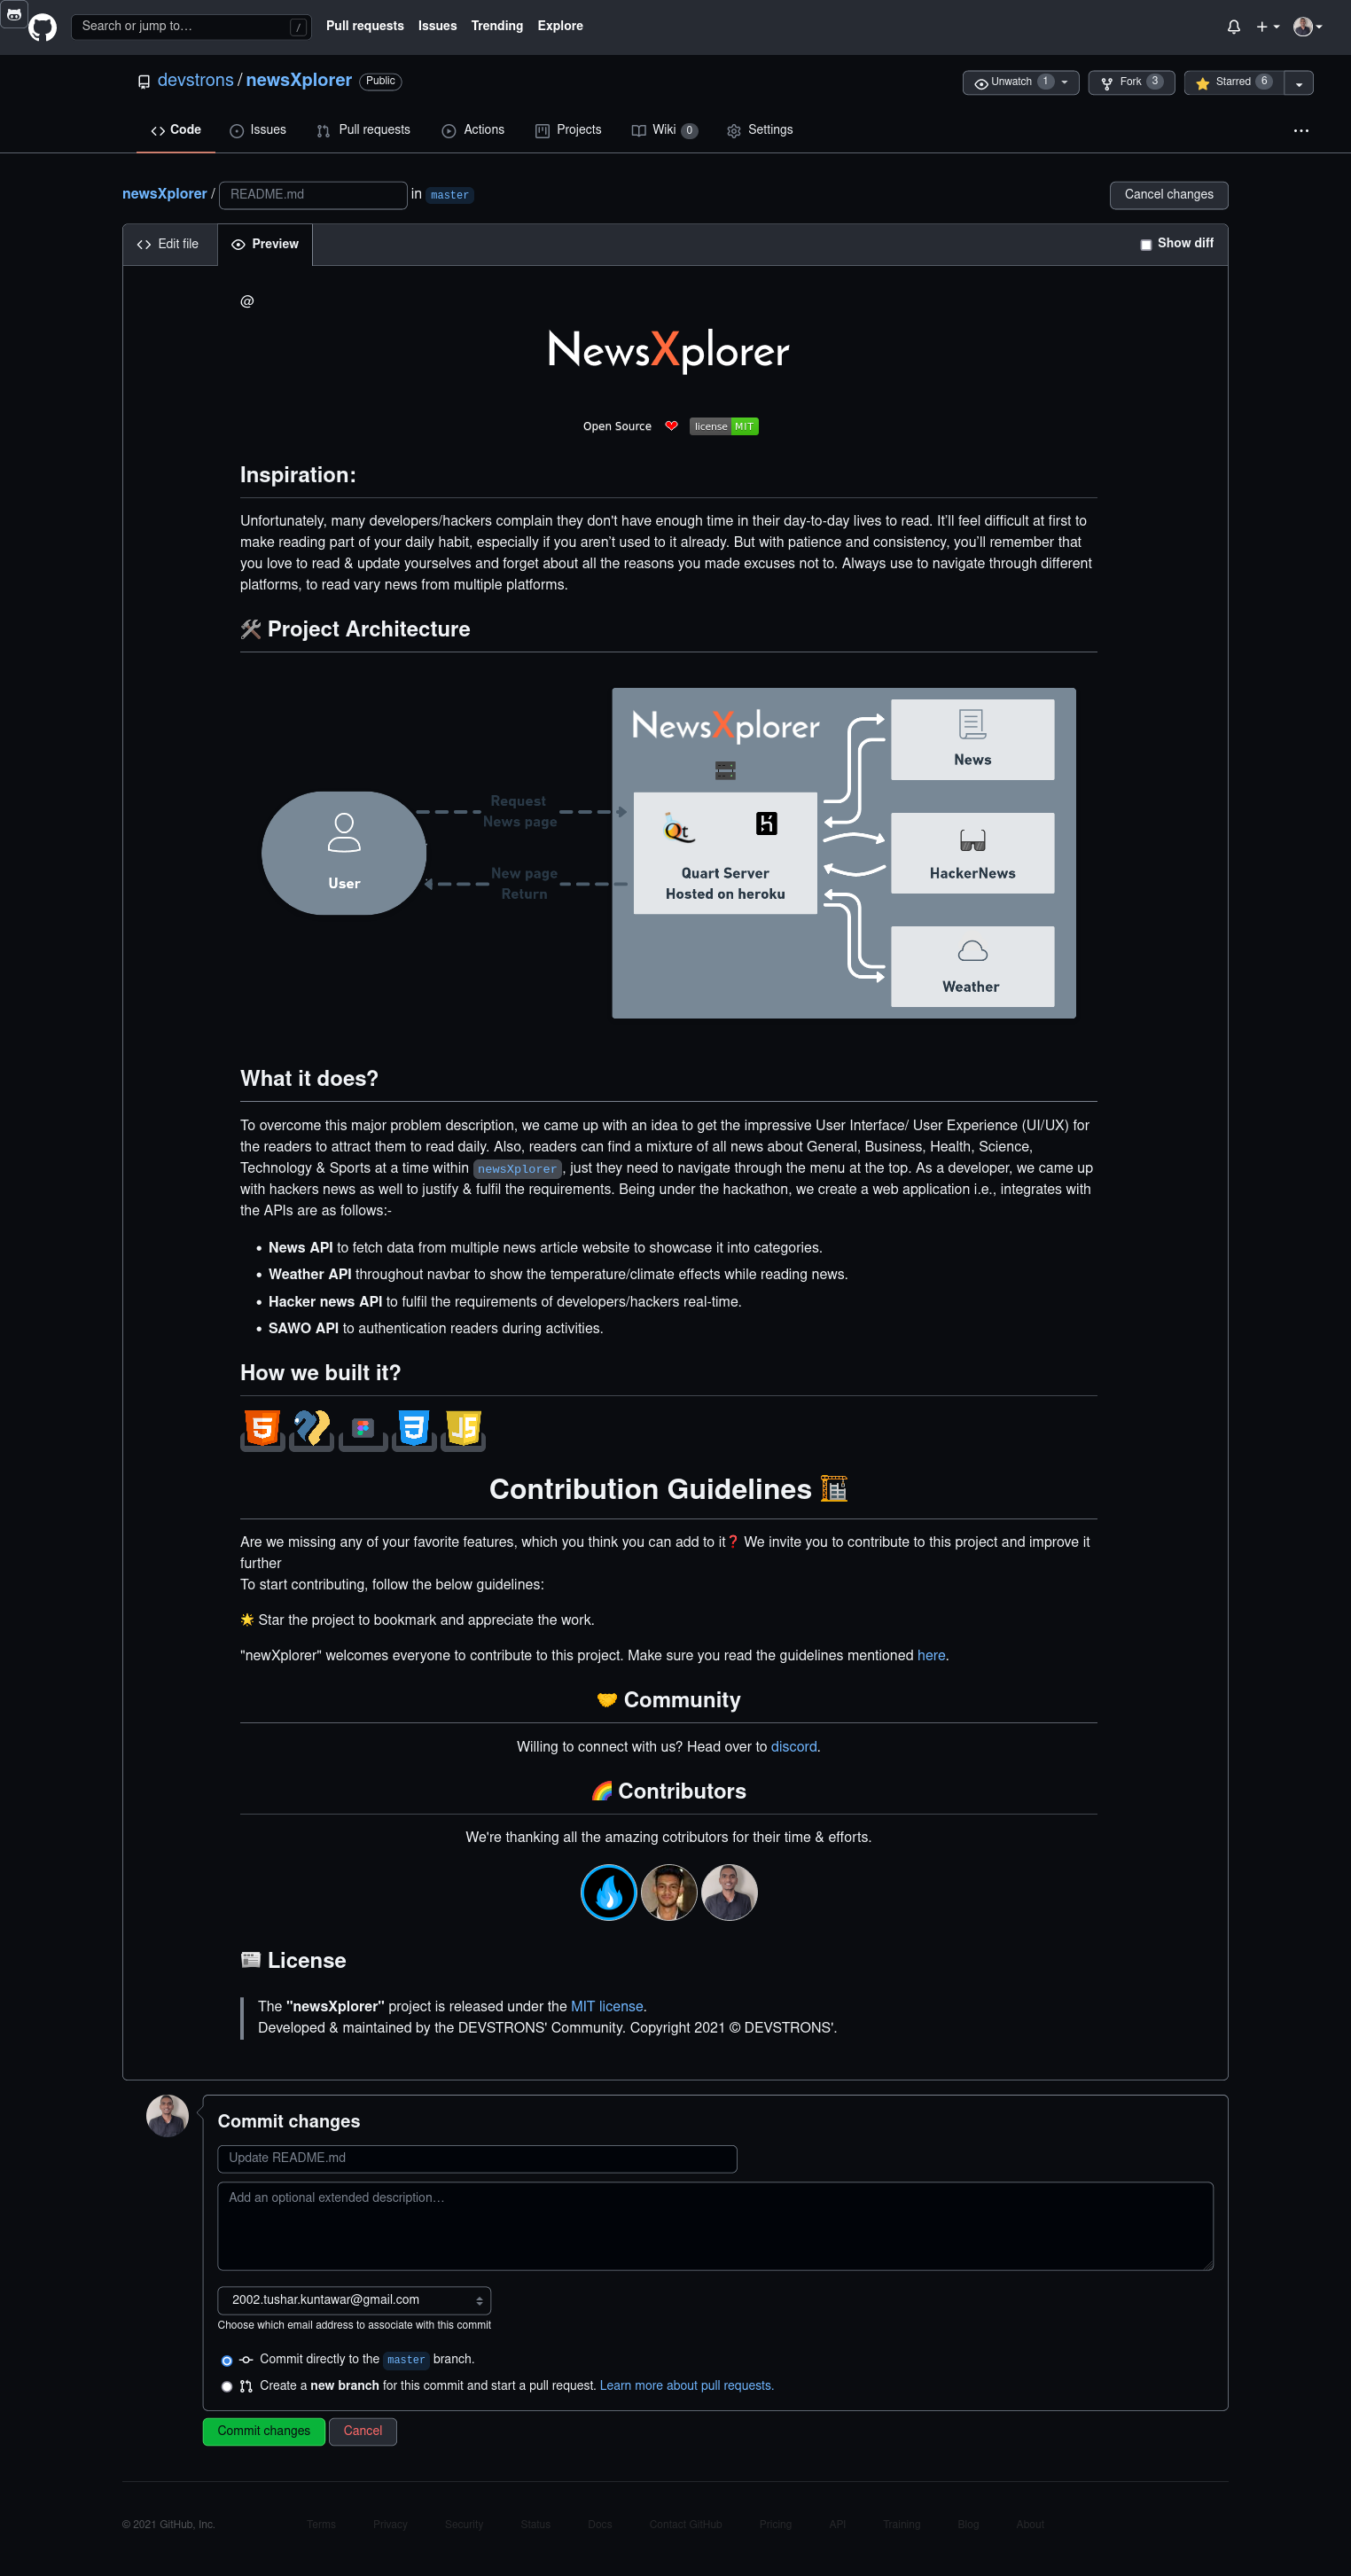 Search or jump to…
/
Pull requests
Issues
Trending
Explore
devstrons / newsXplorer Public
Unwatch 1
Fork 3
Starred 6
Code
Issues
Pull requests
Actions
Projects
Wiki 0
Settings
newsXplorer / README.md in master
Cancel changes
Edit file
Preview
Show diff
@
NewsXplorer
Open Source
license MIT
Inspiration:
Unfortunately, many developers/hackers complain they don't have enough time in their day-to-day lives to read. It’ll feel difficult at first to
make reading part of your daily habit, especially if you aren’t used to it already. But with patience and consistency, you’ll remember that
you love to read & update yourselves and forget about all the reasons you made excuses not to. Always use to navigate through different
platforms, to read vary news from multiple platforms.
🛠 Project Architecture
NewsXplorer
News
Request
News page
User
Qt
Quart Server
Hosted on heroku
New page
Return
HackerNews
Weather
What it does?
To overcome this major problem description, we came up with an idea to get the impressive User Interface/ User Experience (UI/UX) for
the readers to attract them to read daily. Also, readers can find a mixture of all news about General, Business, Health, Science,
Technology & Sports at a time within newsXplorer, just they need to navigate through the menu at the top. As a developer, we came up
with hackers news as well to justify & fulfil the requirements. Being under the hackathon, we create a web application i.e., integrates with
the APIs are as follows:-
• News API to fetch data from multiple news article website to showcase it into categories.
• Weather API throughout navbar to show the temperature/climate effects while reading news.
• Hacker news API to fulfil the requirements of developers/hackers real-time.
• SAWO API to authentication readers during activities.
How we built it?
5
3
JS
Contribution Guidelines 🏗
Are we missing any of your favorite features, which you think you can add to it❓ We invite you to contribute to this project and improve it
further
To start contributing, follow the below guidelines:
🌟 Star the project to bookmark and appreciate the work.
"newXplorer" welcomes everyone to contribute to this project. Make sure you read the guidelines mentioned here.
🤝 Community
Willing to connect with us? Head over to discord.
🌈 Contributors
We're thanking all the amazing cotributors for their time & efforts.
📰 License
The "newsXplorer" project is released under the MIT license.
Developed & maintained by the DEVSTRONS' Community. Copyright 2021 © DEVSTRONS'.
Commit changes
Update README.md
Add an optional extended description…
2002.tushar.kuntawar@gmail.com
Choose which email address to associate with this commit
Commit directly to the master branch.
Create a new branch for this commit and start a pull request. Learn more about pull requests.
Commit changes
Cancel
© 2021 GitHub, Inc.
Terms
Privacy
Security
Status
Docs
Contact GitHub
Pricing
API
Training
Blog
About